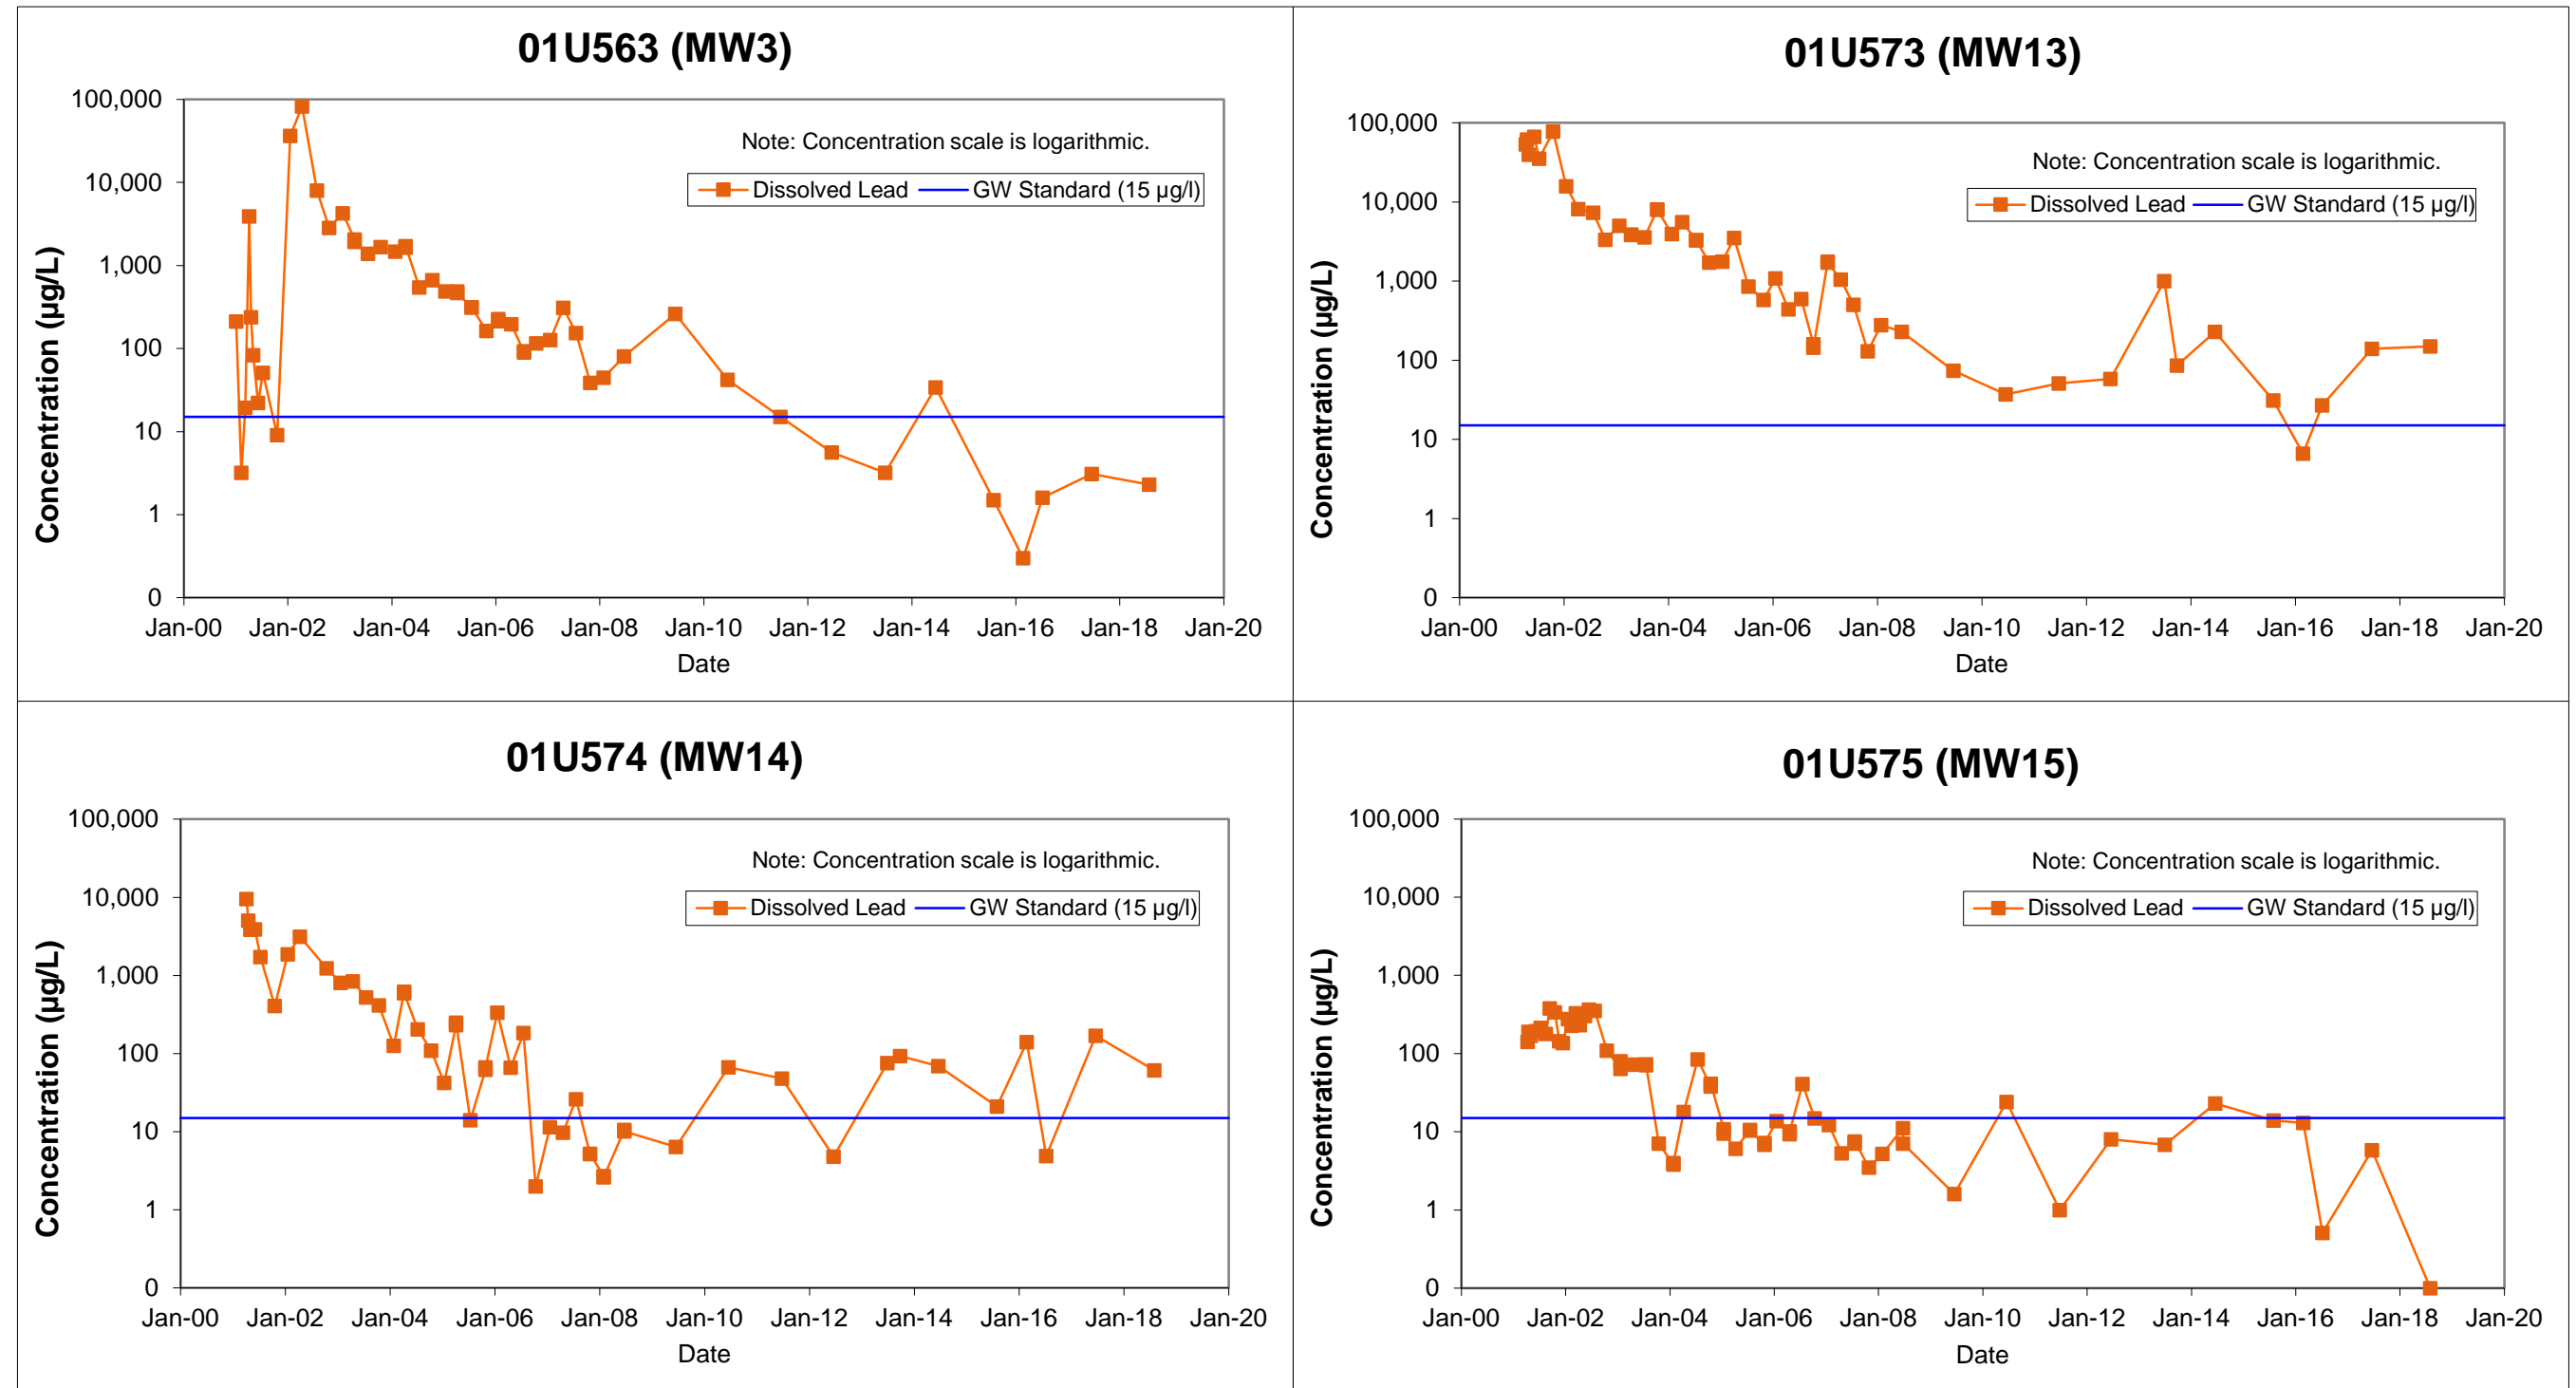 01U563 (MW3)
100,000
10,000
1,000
100
10
1
0
Concentration (µg/L)
Note: Concentration scale is logarithmic.
Dissolved Lead GW Standard (15 µg/l)
Jan-00 Jan-02 Jan-04 Jan-06 Jan-08 Jan-10 Jan-12 Jan-14 Jan-16 Jan-18 Jan-20
Date
01U573 (MW13)
100,000
10,000
1,000
100
10
1
0
Concentration (µg/L)
Note: Concentration scale is logarithmic.
Dissolved Lead GW Standard (15 µg/l)
Jan-00 Jan-02 Jan-04 Jan-06 Jan-08 Jan-10 Jan-12 Jan-14 Jan-16 Jan-18 Jan-20
Date
01U574 (MW14)
100,000
10,000
1,000
100
10
1
0
Concentration (µg/L)
Note: Concentration scale is logarithmic.
Dissolved Lead GW Standard (15 µg/l)
Jan-00 Jan-02 Jan-04 Jan-06 Jan-08 Jan-10 Jan-12 Jan-14 Jan-16 Jan-18 Jan-20
Date
01U575 (MW15)
100,000
10,000
1,000
100
10
1
0
Concentration (µg/L)
Note: Concentration scale is logarithmic.
Dissolved Lead GW Standard (15 µg/l)
Jan-00 Jan-02 Jan-04 Jan-06 Jan-08 Jan-10 Jan-12 Jan-14 Jan-16 Jan-18 Jan-20
Date